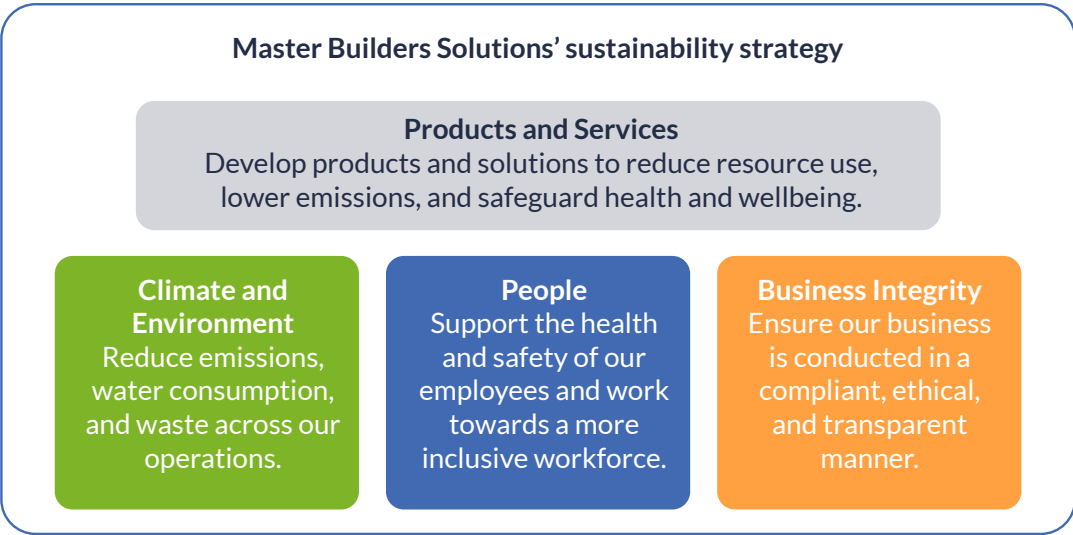 Master Builders Solutions’ sustainability strategy
Products and Services
Develop products and solutions to reduce resource use,
lower emissions, and safeguard health and wellbeing.
Climate and
Environment
Reduce emissions,
water consumption,
and waste across our
operations.
People
Support the health
and safety of our
employees and work
towards a more
inclusive workforce.
Business Integrity
Ensure our business
is conducted in a
compliant, ethical,
and transparent
manner.